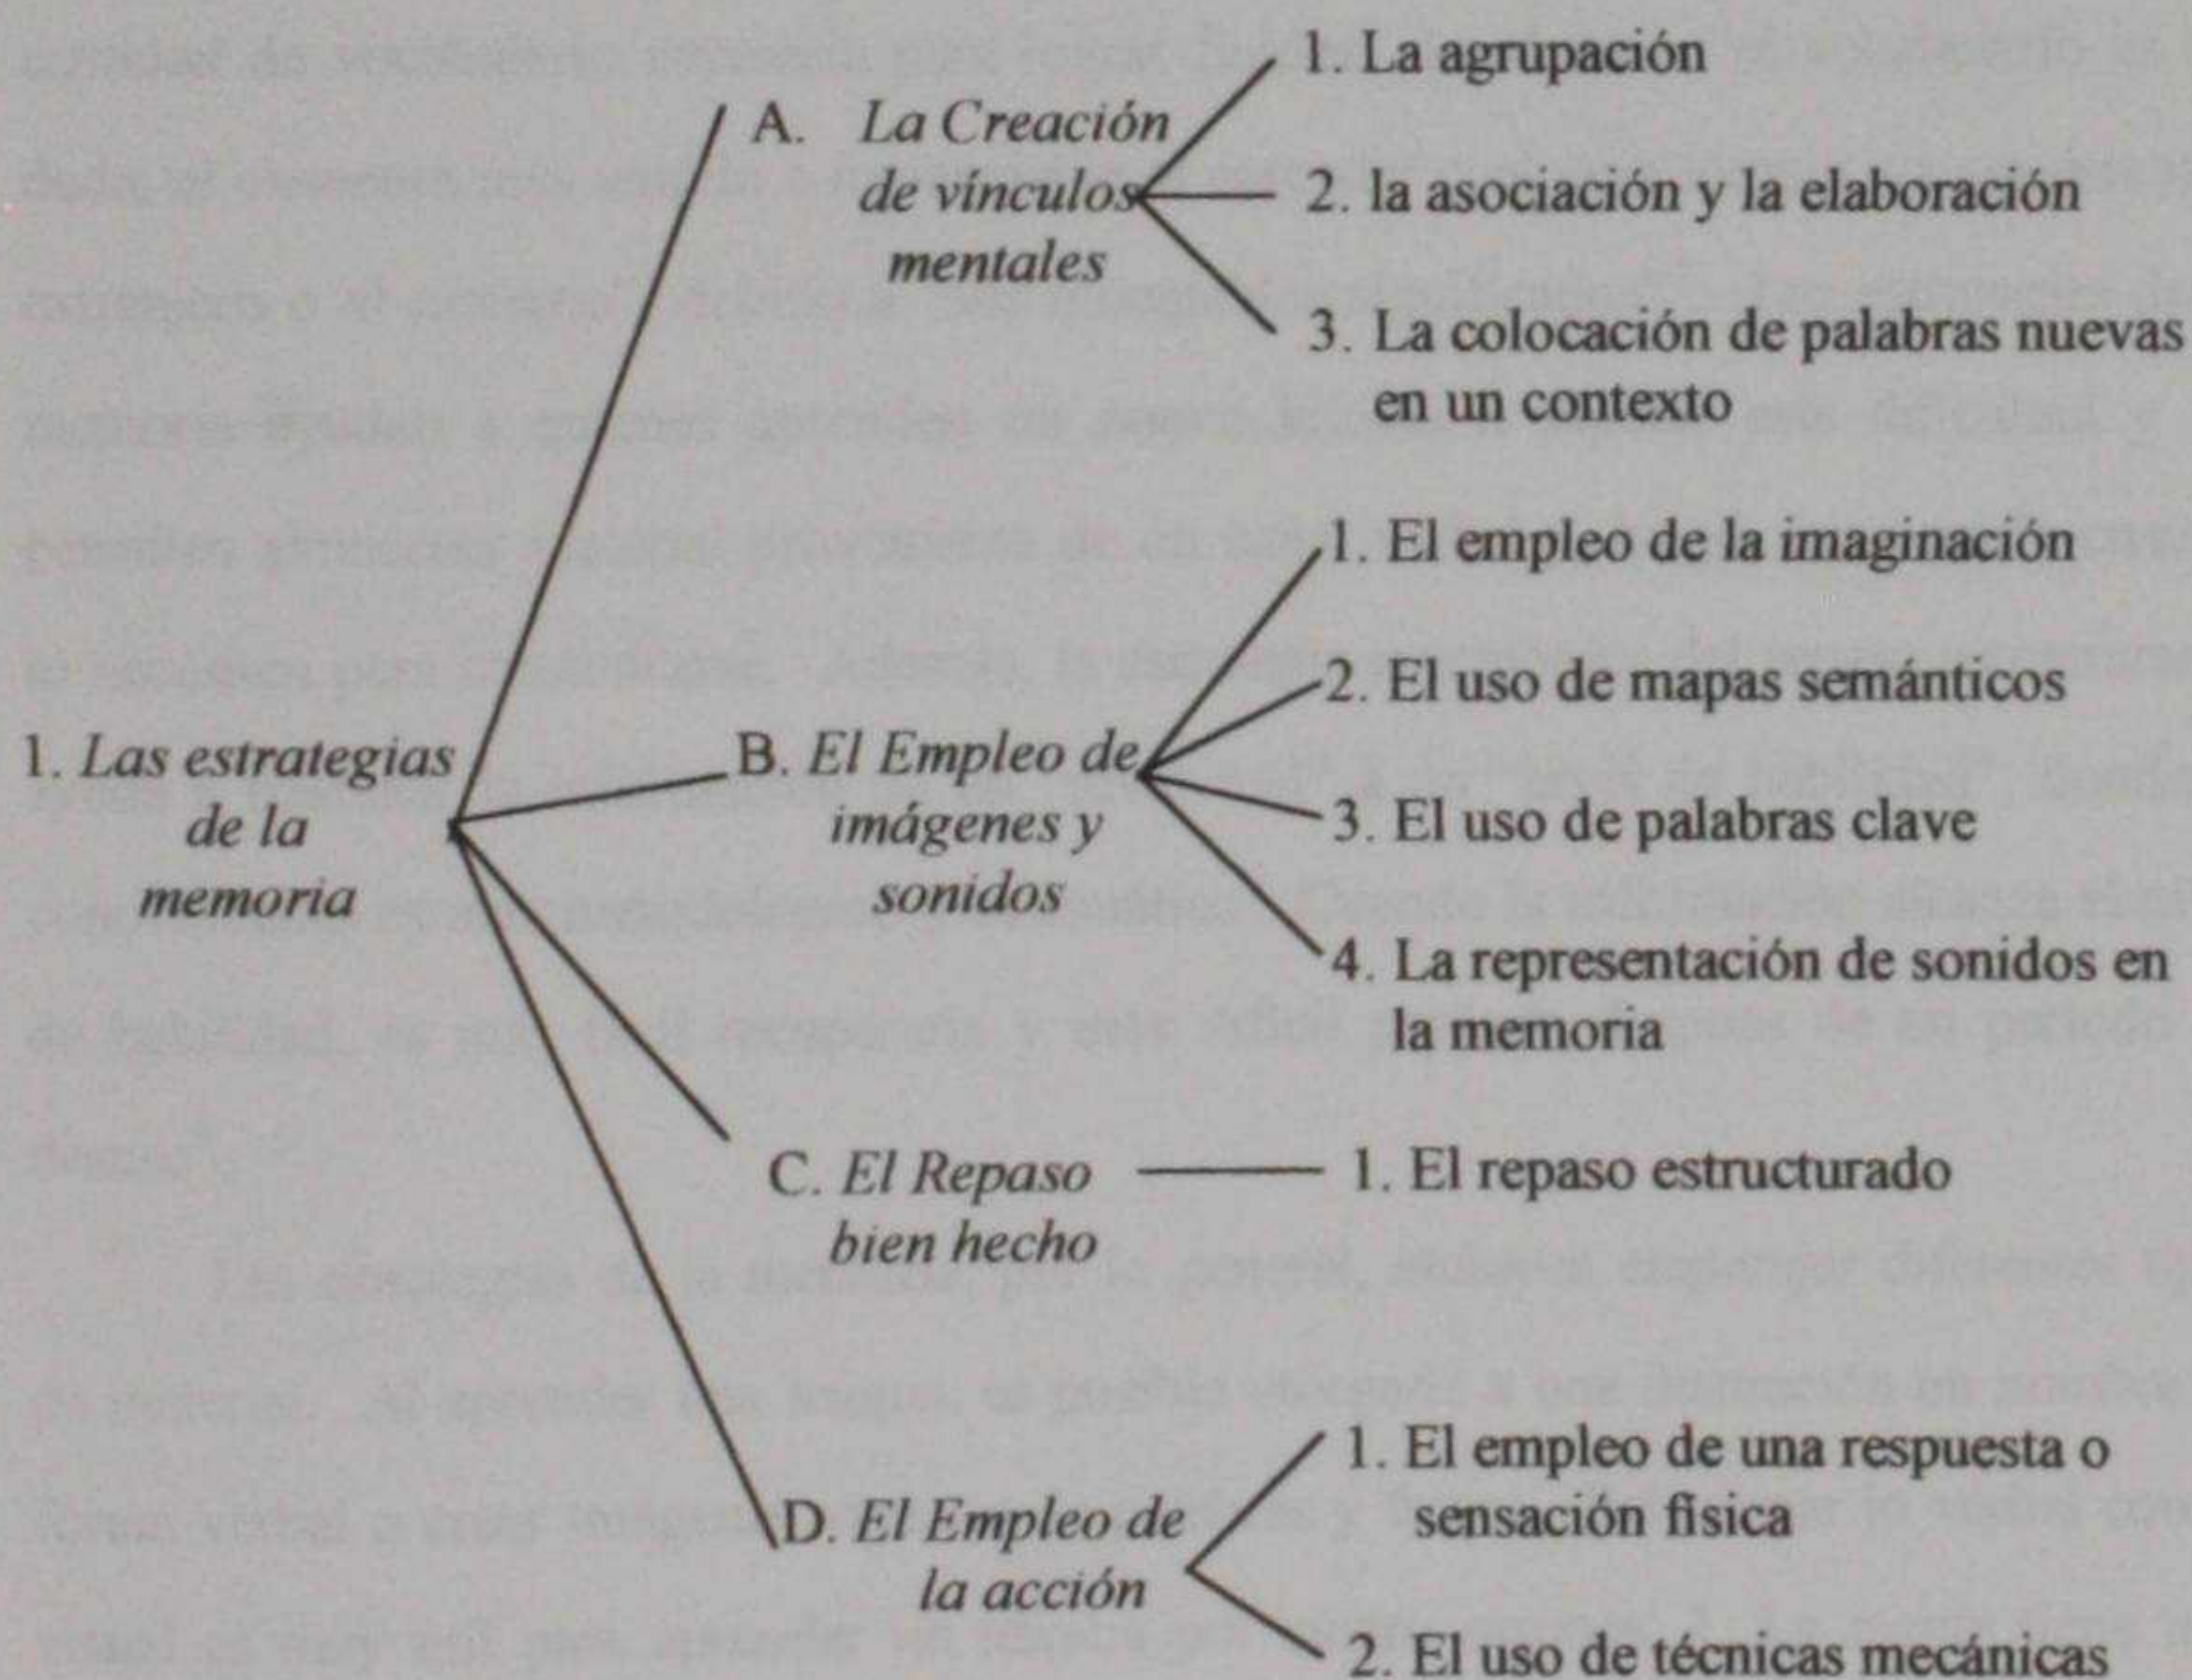 1. Las estrategias
de la
memoria
A. La Creación
de vínculos
mentales
1. La agrupación
2. la asociación y la elaboración
3. La colocación de palabras nuevas
en un contexto
B. El Empleo de
imágenes y
sonidos
1. El empleo de la imaginación
2. El uso de mapas semánticos
3. El uso de palabras clave
4. La representación de sonidos en
la memoria
C. El Repaso
bien hecho
1. El repaso estructurado
D. El Empleo de
la acción
1. El empleo de una respuesta o
sensación física
2. El uso de técnicas mecánicas